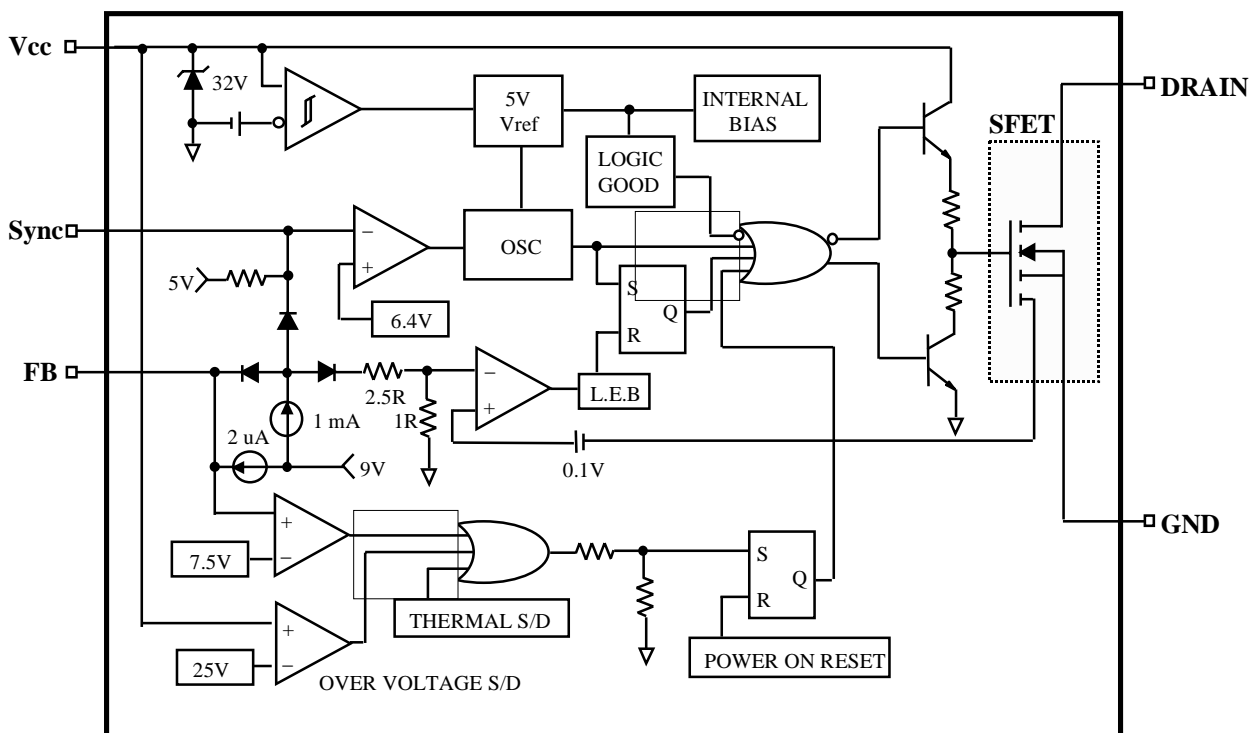 Vcc
32V
5V
Vref
INTERNAL
BIAS
DRAIN
SFET
LOGIC
GOOD
Sync
−
+
OSC
5V
6.4V
S
Q
R
FB
2.5R
1R
−
+
L.E.B
1 mA
2 uA
9V
0.1V
GND
+
−
7.5V
S
Q
R
THERMAL S/D
+
−
25V
POWER ON RESET
OVER VOLTAGE S/D